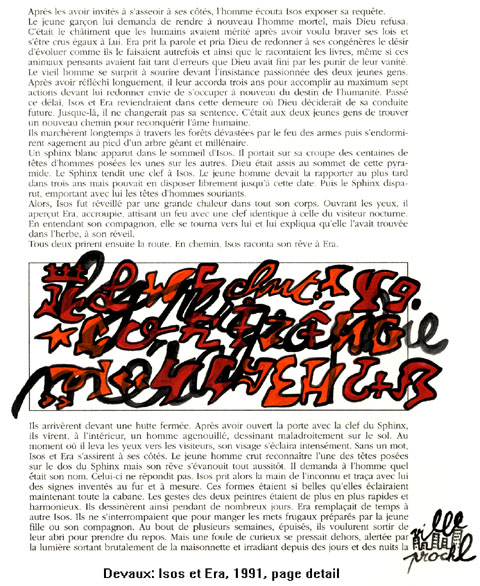 Après les avoir invités à s'asseoir à ses côtés, l'homme écouta Isos exposer sa requête.
Le jeune garçon lui demanda de rendre à nouveau l'homme mortel, mais Dieu refusa.
C'était le châtiment que les humains avaient mérité après avoir voulu braver ses lois et
s'être crus égaux à Lui. Era prit la parole et pria Dieu de redonner à ses congénères le désir
d'évoluer comme ils le faisaient autrefois et ainsi que le racontaient les livres, même si ces
animaux pensants avaient fait tant d'erreurs que Dieu avait fini par les punir de leur vanité.
Le vieil homme se surprit à sourire devant l'insistance passionnée des deux jeunes gens.
Après avoir réfléchi longuement, il leur accorda trois ans pour accomplir au maximum sept
actions devant lui redonner envie de s'occuper à nouveau du destin de l'humanité. Passé
ce délai, Isos et Era reviendraient dans cette demeure où Dieu déciderait de sa conduite
future. Jusque-là, il ne changerait pas sa sentence. C'était aux deux jeunes gens de trouver
un nouveau chemin pour reconquérir l'âme humaine.
Ils marchèrent longtemps à travers les forêts dévastées par le feu des armes puis s'endormi-
rent sagement au pied d'un arbre géant et millénaire.
Un sphinx blanc apparut dans le sommeil d'Isos. Il portait sur sa croupe des centaines de
têtes d'hommes posées les unes sur les autres. Dieu était assis au sommet de cette pyra-
mide. Le Sphinx tendit une clef à Isos. Le jeune homme devait la rapporter au plus tard
dans trois ans mais pouvait en disposer librement jusqu'à cette date. Puis le Sphinx dispa-
rut, emportant avec lui les têtes d'hommes souriants.
Alors, Isos fut réveillé par une grande chaleur dans tout son corps. Ouvrant les yeux, il
aperçut Era, accroupie, attisant un feu avec une clef identique à celle du visiteur nocturne.
En entendant son compagnon, elle se tourna vers lui et lui expliqua qu'elle l'avait trouvée
dans l'herbe, à son réveil.
Tous deux prirent ensuite la route. En chemin, Isos raconta son rêve à Era.
Ils arrivèrent devant une hutte fermée. Après avoir ouvert la porte avec la clef du Sphinx,
ils virent, à l'intérieur, un homme agenouillé, dessinant maladroitement sur le sol. Au
moment où il leva les yeux vers les visiteurs, son visage s'éclaira intensément. Sans un mot,
Isos et Era s'assirent à ses côtés. Le jeune homme crut reconnaître l'une des têtes posées
sur le dos du Sphinx mais son rêve s'évanouit tout aussitôt. Il demanda à l'homme quel
était son nom. Celui-ci ne répondit pas. Isos prit alors la main de l'inconnu et traça avec lui
des signes inventés au fur et à mesure. Ces formes étaient si belles qu'elles éclairaient
maintenant toute la cabane. Les gestes des deux peintres étaient de plus en plus rapides et
harmonieux. Ils dessinèrent ainsi pendant de nombreux jours. Era remplaçait de temps à
autre Isos. Ils ne s'interrompaient que pour manger les mets frugaux préparés par la jeune
fille ou son compagnon. Au bout de plusieurs semaines, épuisés, ils voulurent sortir de
leur abri pour prendre du repos. Mais une foule de curieux se pressait dehors, alertée par
la lumière sortant brutalement de la maisonnette et irradiant depuis des jours et des nuits la
Devaux: Isos et Era, 1991, page detail